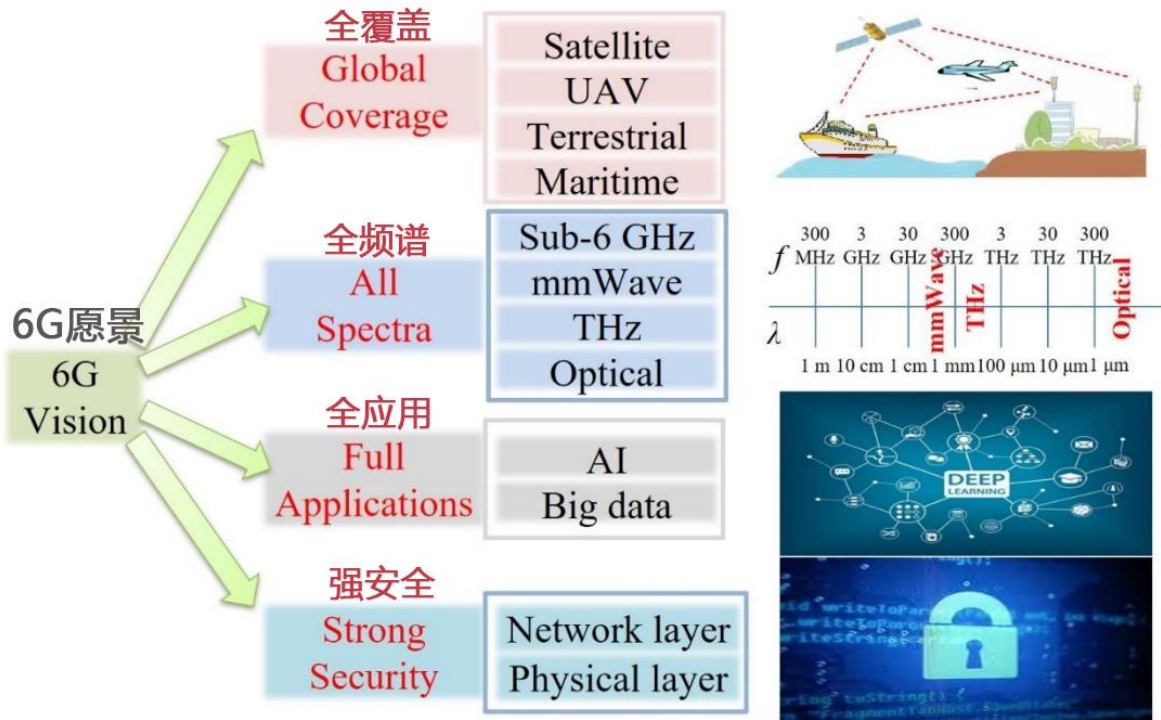 6G愿景
6G
Vision
全覆盖
Global
Coverage
Satellite
UAV
Terrestrial
Maritime
全频谱
All
Spectra
Sub-6 GHz
mmWave
THz
Optical
f
300 MHz
3 GHz
30 GHz
300 GHz
3 THz
30 THz
300 THz
mmWave
THz
Optical
λ
1 m 10 cm 1 cm 1 mm 100 μm 10 μm 1 μm
全应用
Full
Applications
AI
Big data
DEEP
LEARNING
强安全
Strong
Security
Network layer
Physical layer